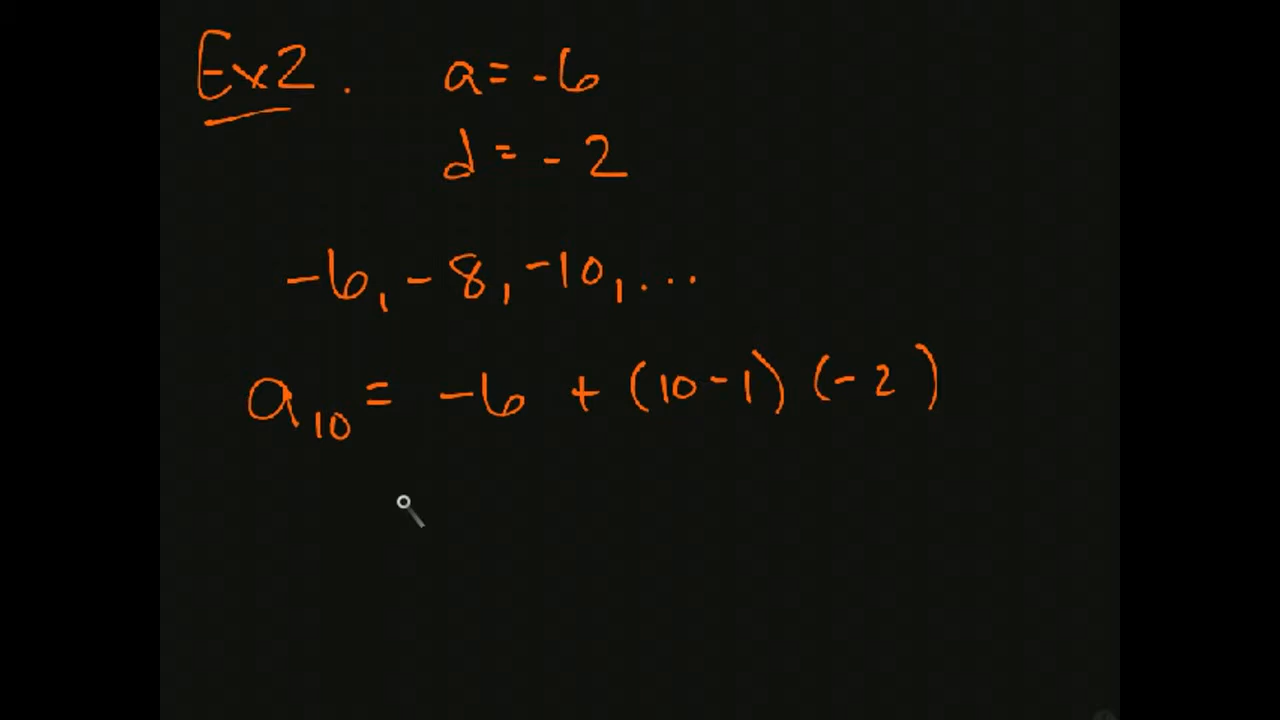 Ex2. a = -6
d = -2
-6, -8, -10, ...
a₁₀ = -6 + (10-1)(-2)